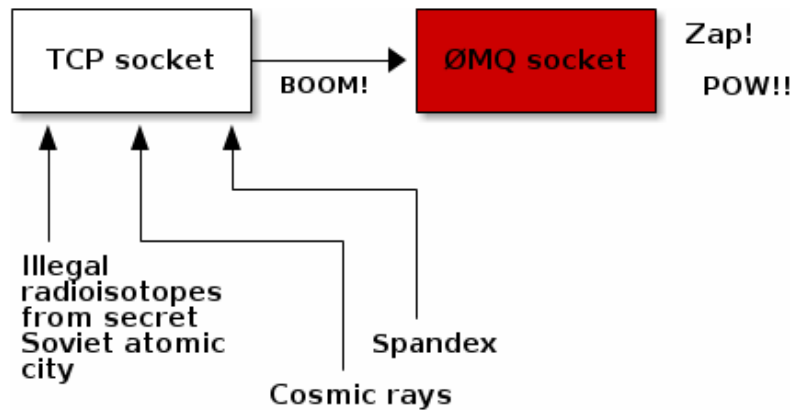 TCP socket
BOOM!
ØMQ socket
Zap!
POW!!
Illegal
radioisotopes
from secret
Soviet atomic
city
Spandex
Cosmic rays